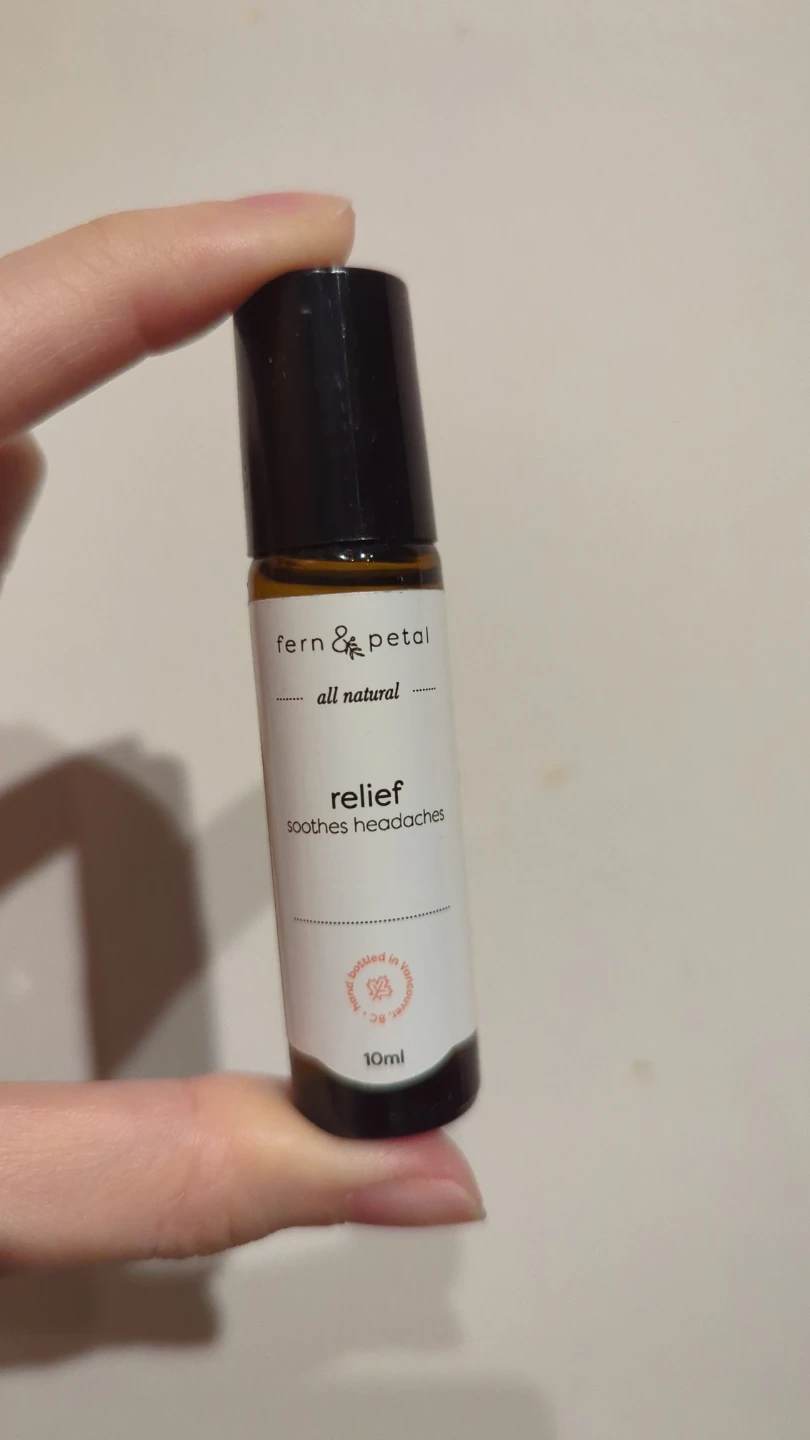 fern & petal
all natural
relief
soothes headaches
hand bottled in Vancouver, BC •
10ml